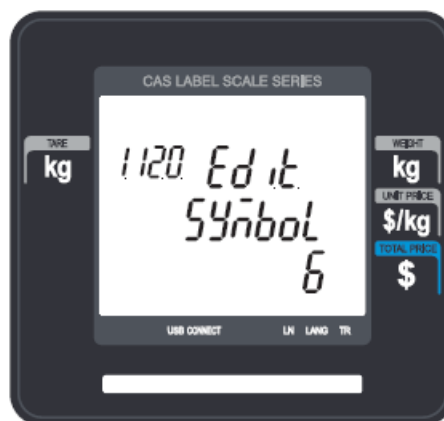 CAS LABEL SCALE SERIES
TARE
kg
1120 Edit
SYmboL
6
WEIGHT
kg
UNIT PRICE
$/kg
TOTAL PRICE
$
USB CONNECT LN LANG TR